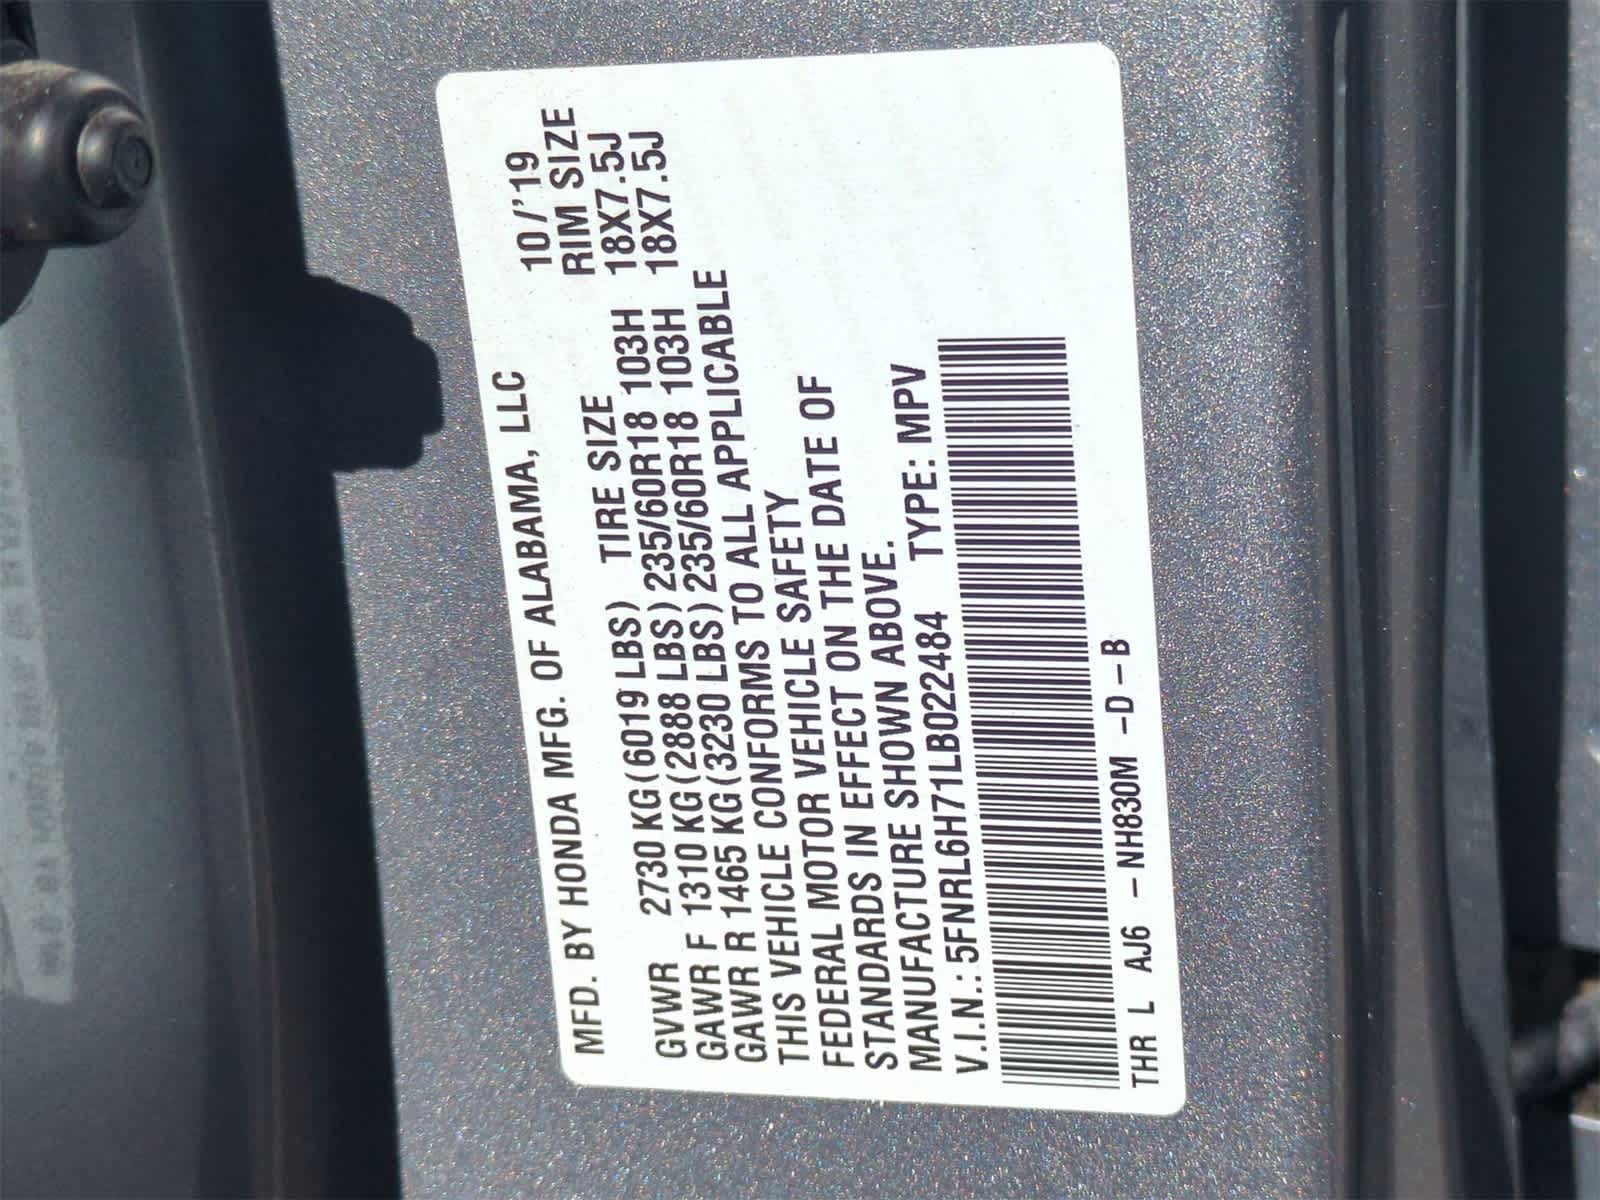 MFD. BY HONDA MFG. OF ALABAMA, LLC 10/'19
TIRE SIZE RIM SIZE
GVWR 2730 KG(6019 LBS)
GAWR F 1310 KG(2888 LBS) 235/60R18 103H 18X7.5J
GAWR R 1465 KG(3230 LBS) 235/60R18 103H 18X7.5J
THIS VEHICLE CONFORMS TO ALL APPLICABLE
FEDERAL MOTOR VEHICLE SAFETY
STANDARDS IN EFFECT ON THE DATE OF
MANUFACTURE SHOWN ABOVE.
V.I.N.: 5FNRL6H71LB022484 TYPE: MPV
THR L AJ6 - NH830M -D-B